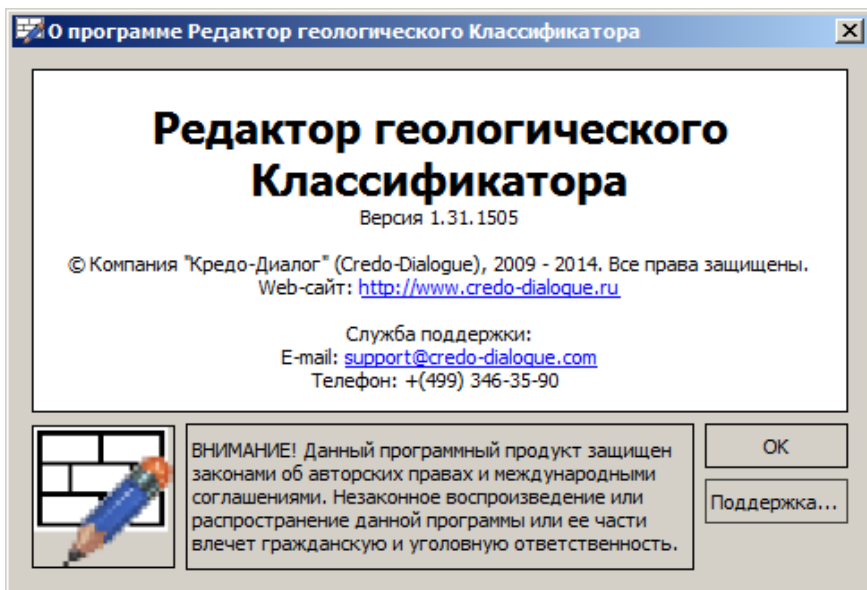 О программе Редактор геологического Классификатора
Редактор геологического
Классификатора
Версия 1.31.1505
© Компания "Кредо-Диалог" (Credo-Dialogue), 2009 - 2014. Все права защищены.
Web-сайт: http://www.credo-dialogue.ru
Служба поддержки:
E-mail: support@credo-dialogue.com
Телефон: +(499) 346-35-90
ВНИМАНИЕ! Данный программный продукт защищен
законами об авторских правах и международными
соглашениями. Незаконное воспроизведение или
распространение данной программы или ее части
влечет гражданскую и уголовную ответственность.
OK
Поддержка...